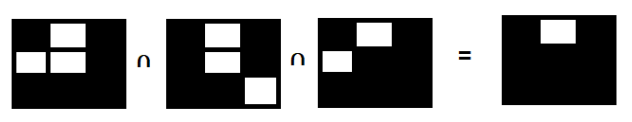 ∩ ∩ =